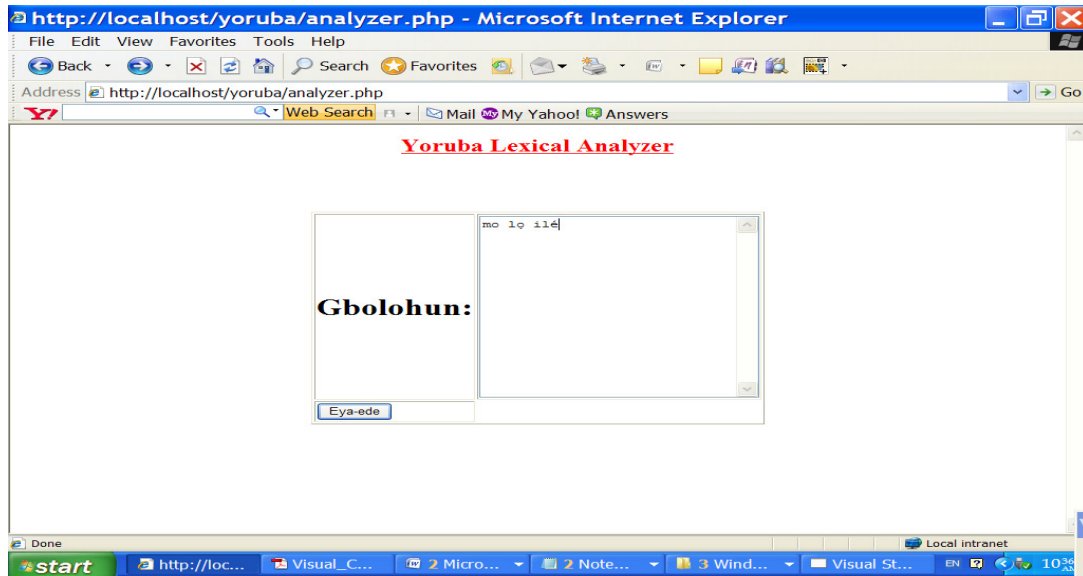 http://localhost/yoruba/analyzer.php - Microsoft Internet Explorer
File Edit View Favorites Tools Help
Back Search Favorites
Address http://localhost/yoruba/analyzer.php Go
Y! Web Search Mail My Yahoo! Answers
Yoruba Lexical Analyzer
mo lọ ilé
Gbolohun:
Eya-ede
Done Local intranet
start http://loc... Visual_C... 2 Micro... 2 Note... 3 Wind... Visual St... EN